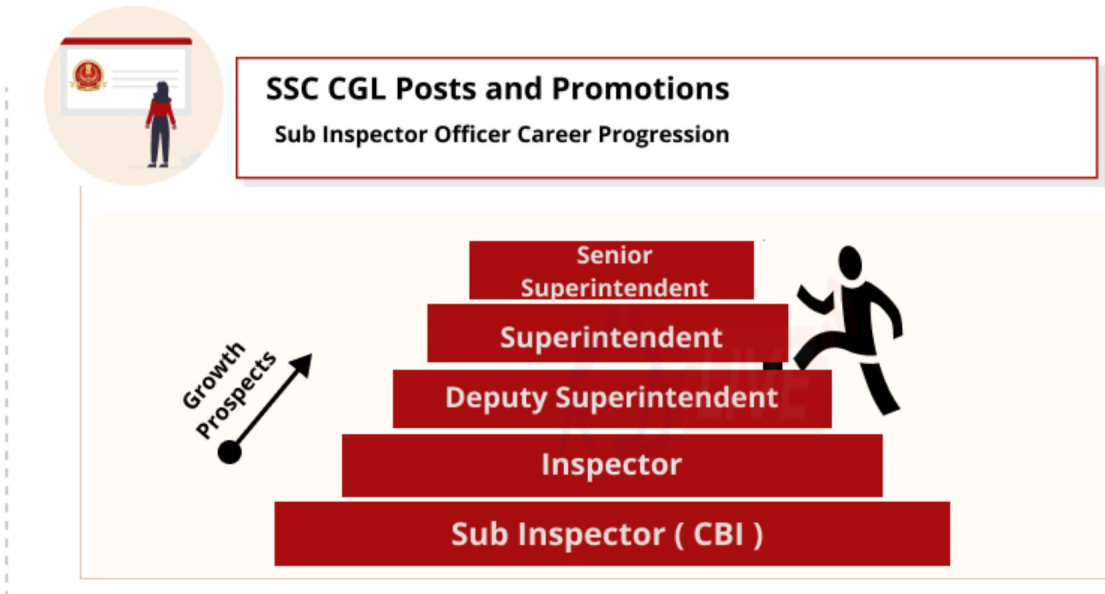 SSC CGL Posts and Promotions
Sub Inspector Officer Career Progression
Senior
Superintendent
Superintendent
Deputy Superintendent
Inspector
Sub Inspector ( CBI )
Growth
Prospects
LIVE